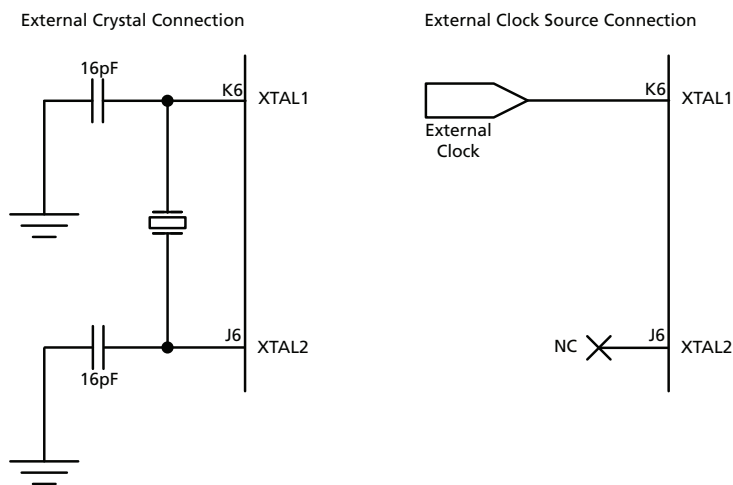 External Crystal Connection
16pF
K6
XTAL1
J6
XTAL2
16pF
External Clock Source Connection
K6
XTAL1
External
Clock
J6
NC
XTAL2